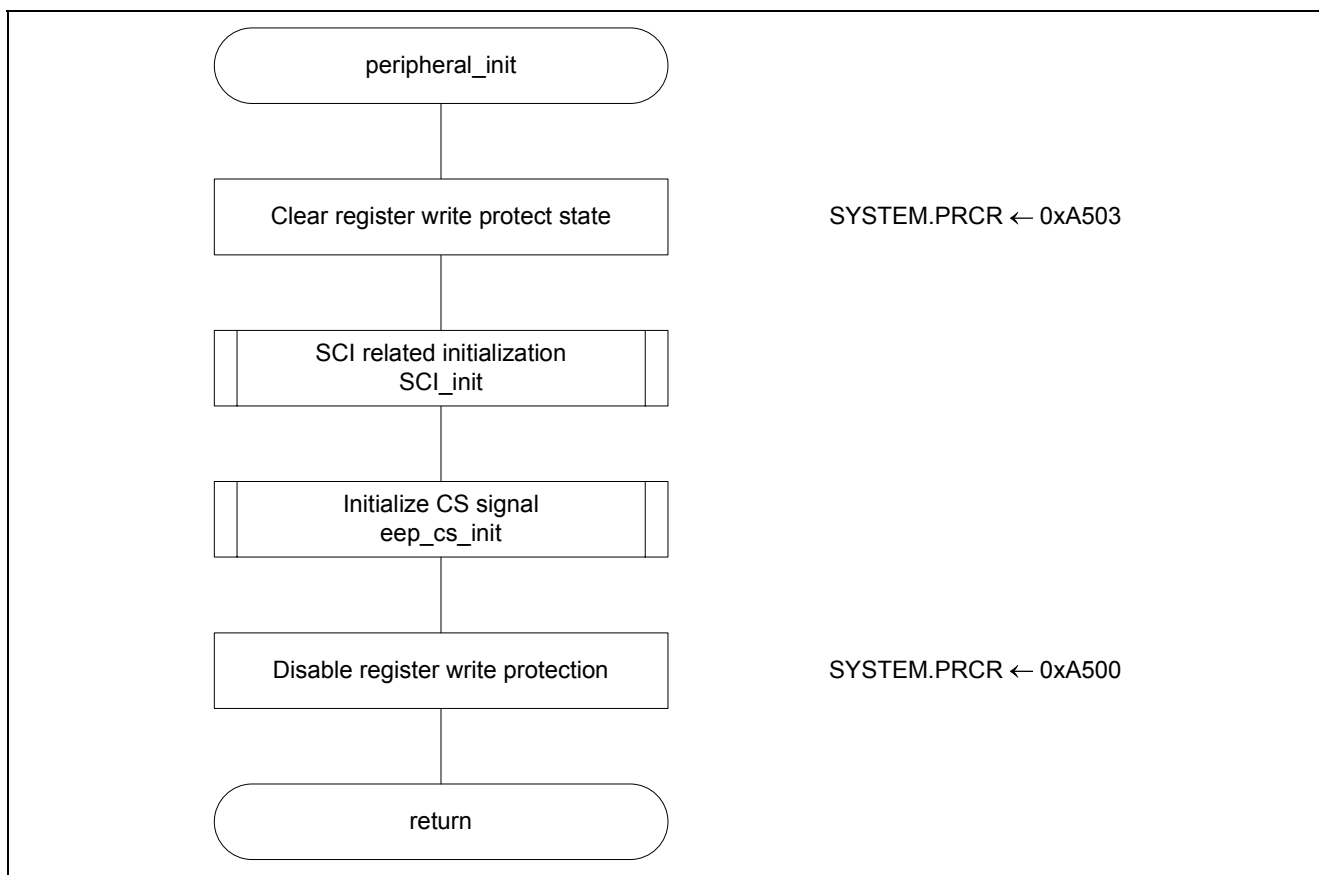 peripheral_init
Clear register write protect state
SYSTEM.PRCR ← 0xA503
SCI related initialization
SCI_init
Initialize CS signal
eep_cs_init
Disable register write protection
SYSTEM.PRCR ← 0xA500
return